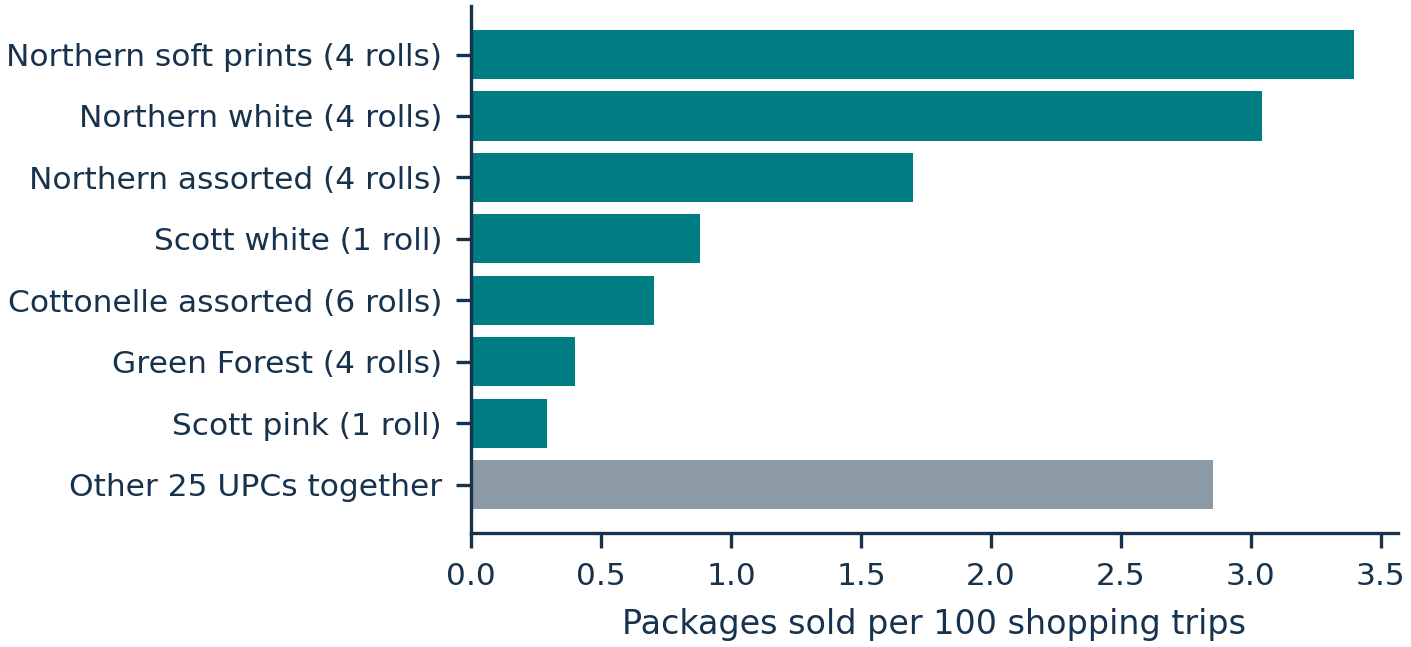 Northern soft prints (4 rolls)
Northern white (4 rolls)
Northern assorted (4 rolls)
Scott white (1 roll)
Cottonelle assorted (6 rolls)
Green Forest (4 rolls)
Scott pink (1 roll)
Other 25 UPCs together
0.0 0.5 1.0 1.5 2.0 2.5 3.0 3.5
Packages sold per 100 shopping trips